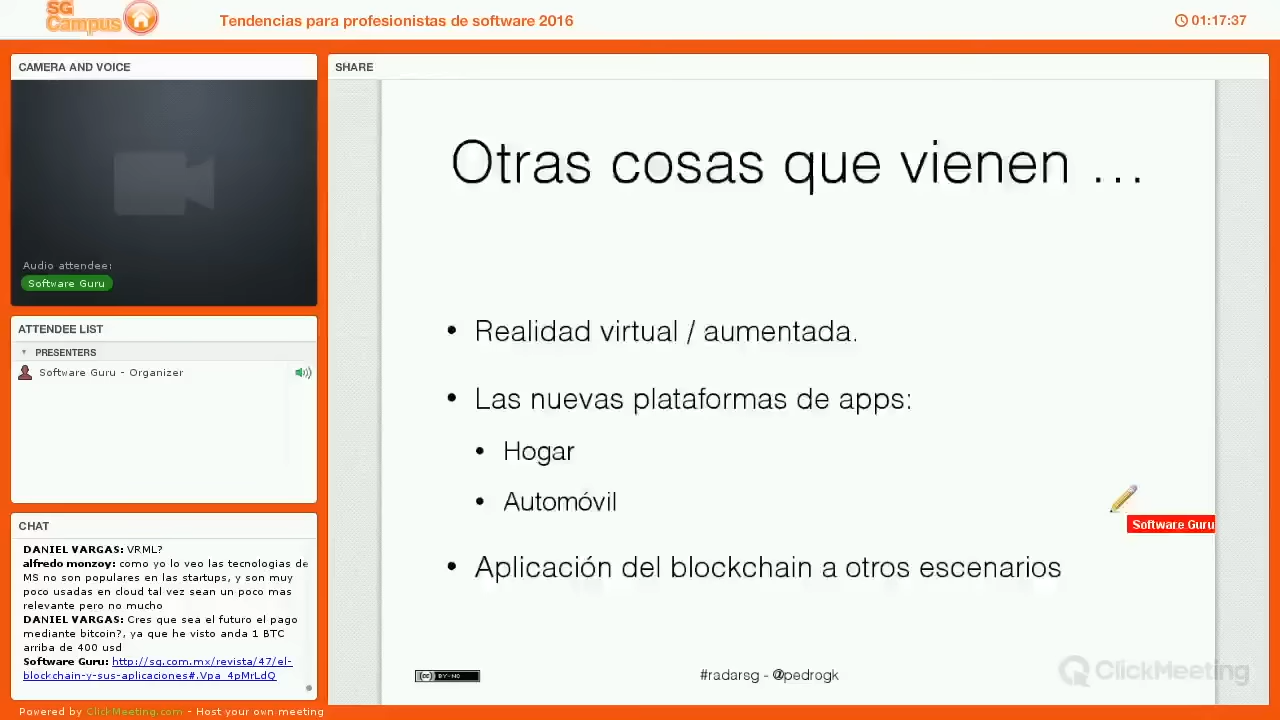 SG
Campus
Tendencias para profesionistas de software 2016
01:17:37
CAMERA AND VOICE
Audio attendee:
Software Guru
ATTENDEE LIST
PRESENTERS
Software Guru - Organizer
CHAT
DANIEL VARGAS: VRML?
alfredo monzoy: como yo lo veo las tecnologias de
MS no son populares en las startups, y son muy
poco usadas en cloud tal vez sean un poco mas
relevante pero no mucho
DANIEL VARGAS: Cres que sea el futuro el pago
mediante bitcoin?, ya que he visto anda 1 BTC
arriba de 400 usd
Software Guru: http://sg.com.mx/revista/47/el-
blockchain-y-sus-aplicaciones#.Vpa_4pMrLdQ
SHARE
Otras cosas que vienen ...
• Realidad virtual / aumentada.
• Las nuevas plataformas de apps:
• Hogar
• Automóvil
Software Guru
• Aplicación del blockchain a otros escenarios
cc BY-NC
#radarsg - @pedrogk
ClickMeeting
Powered by ClickMeeting.com - Host your own meeting